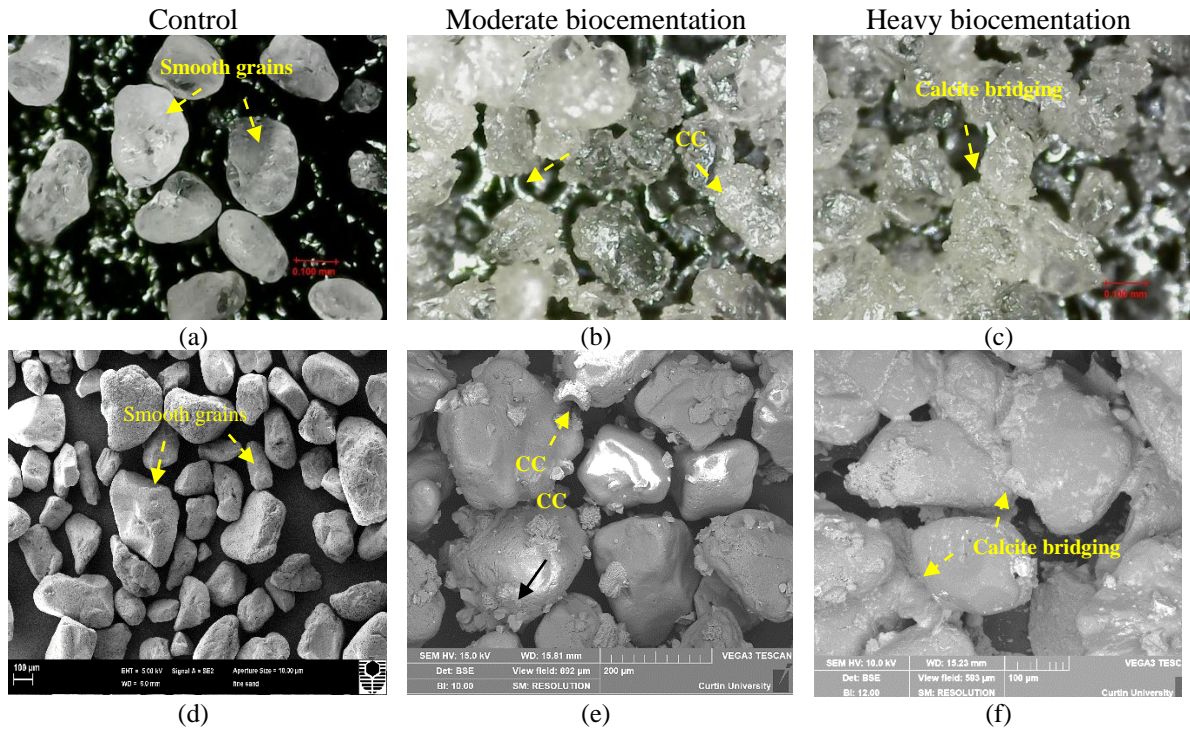 Control Moderate biocementation Heavy biocementation
Smooth grains
0.100 mm
CC
Calcite bridging
0.100 mm
(a) (b) (c)
Smooth grains
100 µm
EHT = 5.00 kV Signal A = SE2 Aperture Size = 10.00 µm
WD = 5.0 mm fine sand
CC
CC
SEM HV: 15.0 kV WD: 15.81 mm VEGA3 TESCAN
Det: BSE View field: 692 µm 200 µm
BI: 10.00 SM: RESOLUTION Curtin University
Calcite bridging
SEM HV: 10.0 kV WD: 15.23 mm VEGA3 TESC
Det: BSE View field: 593 µm 100 µm
BI: 12.00 SM: RESOLUTION Curtin University
(d) (e) (f)